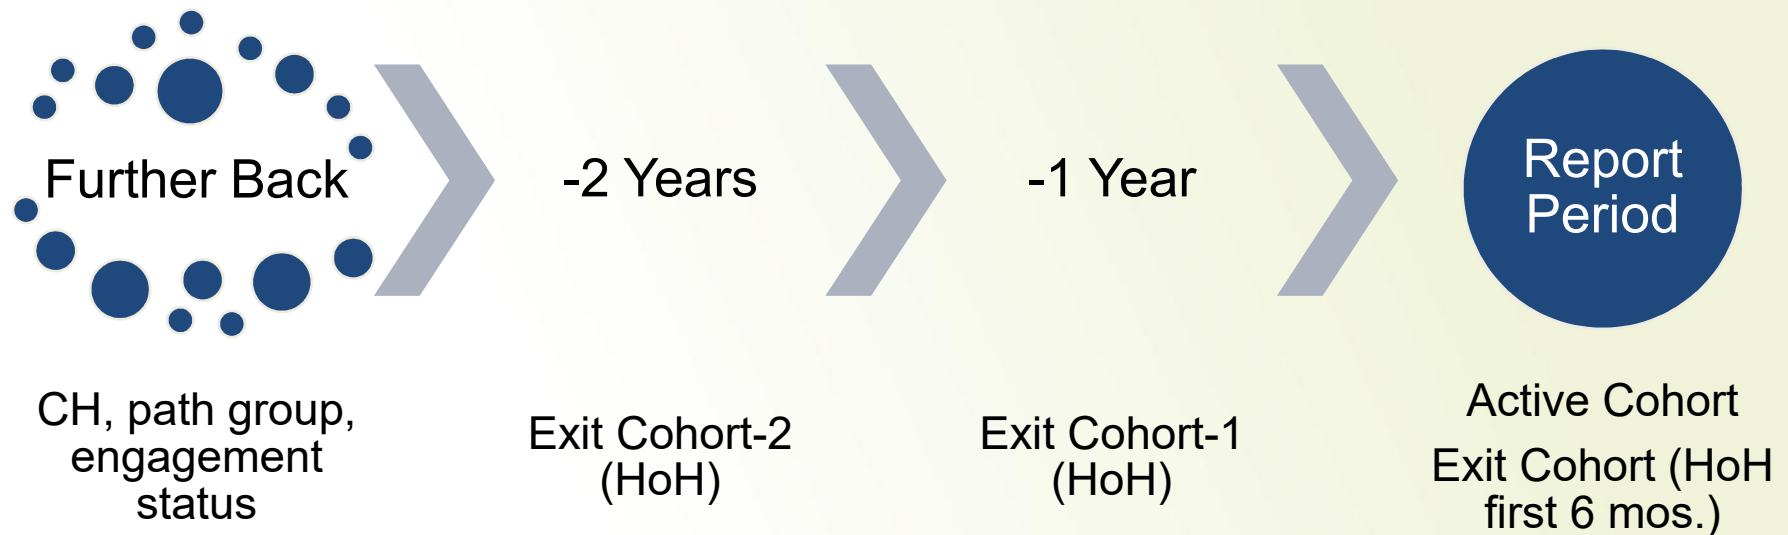 Further Back
-2 Years
-1 Year
Report
Period
CH, path group,
engagement
status
Exit Cohort-2
(HoH)
Exit Cohort-1
(HoH)
Active Cohort
Exit Cohort (HoH
first 6 mos.)